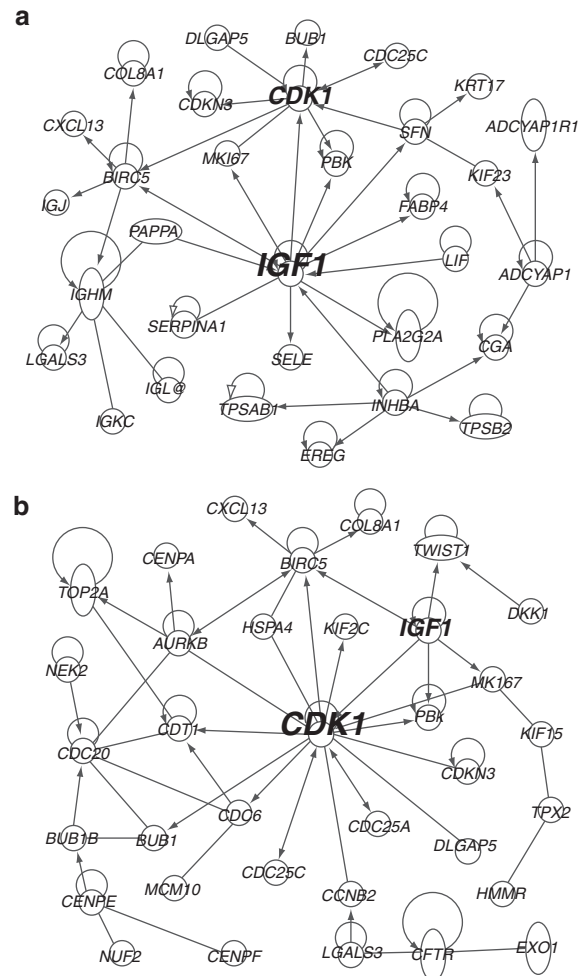 a
DLGAP5
BUB1
CDC25C
COL8A1
CDKN3
CDK1
KRT17
CXCL13
SFN
ADCYAP1R1
MKI67
PBK
BIRC5
KIF23
IGJ
FABP4
PAPPA
IGF1
LIF
ADCYAP1
IGHM
SERPINA1
PLA2G2A
CGA
LGALS3
SELE
IGL@
TPSAB1
INHBA
IGKC
TPSB2
EREG
b
CXCL13
COL8A1
CENPA
BIRC5
TWIST1
TOP2A
DKK1
HSPA4
KIF2C
IGF1
AURKB
NEK2
MK167
CDT1
CDK1
PBk
KIF15
CDC20
CDKN3
CDC6
TPX2
CDC25A
BUB1B
BUB1
DLGAP5
CDC25C
MCM10
CCNB2
HMMR
CENPE
NUF2
CENPF
LGALS3
CFTR
EXO1